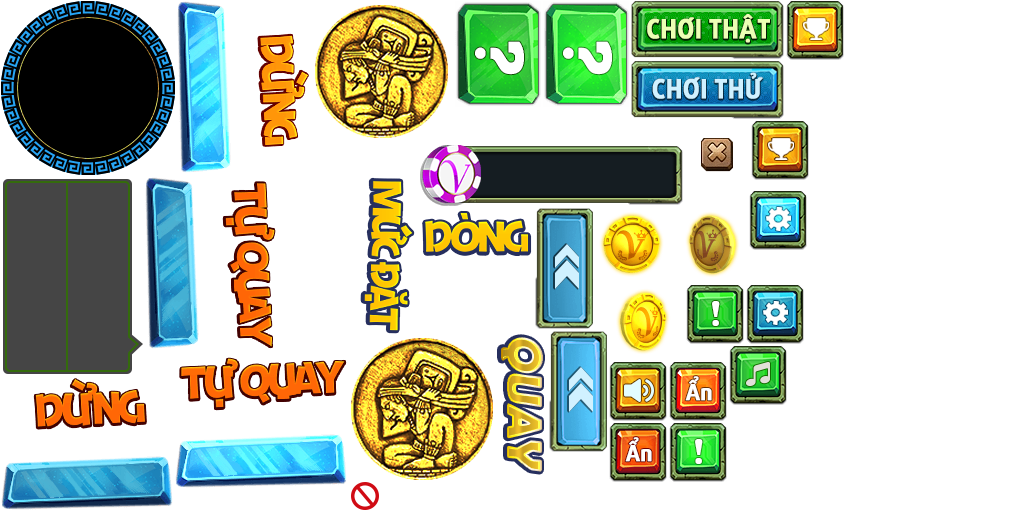 CHƠI THẬT
CHƠI THỬ
DỪNG
?
?
V
TỰ QUAY
MỨC ĐẶT
DÒNG
V
V
V
!
QUAY
TỰ QUAY
DỪNG
Ẩn
Ẩn
!